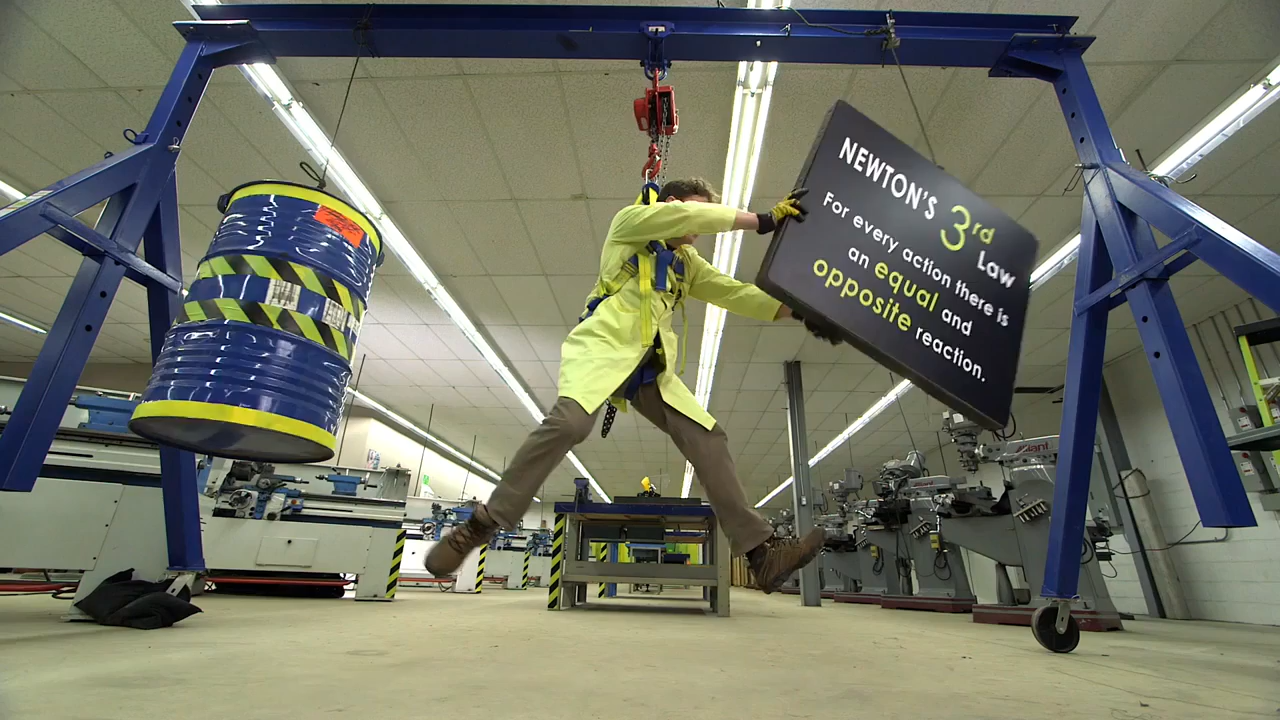 NEWTON'S 3rd Law
For every action there is
an equal and
opposite reaction.